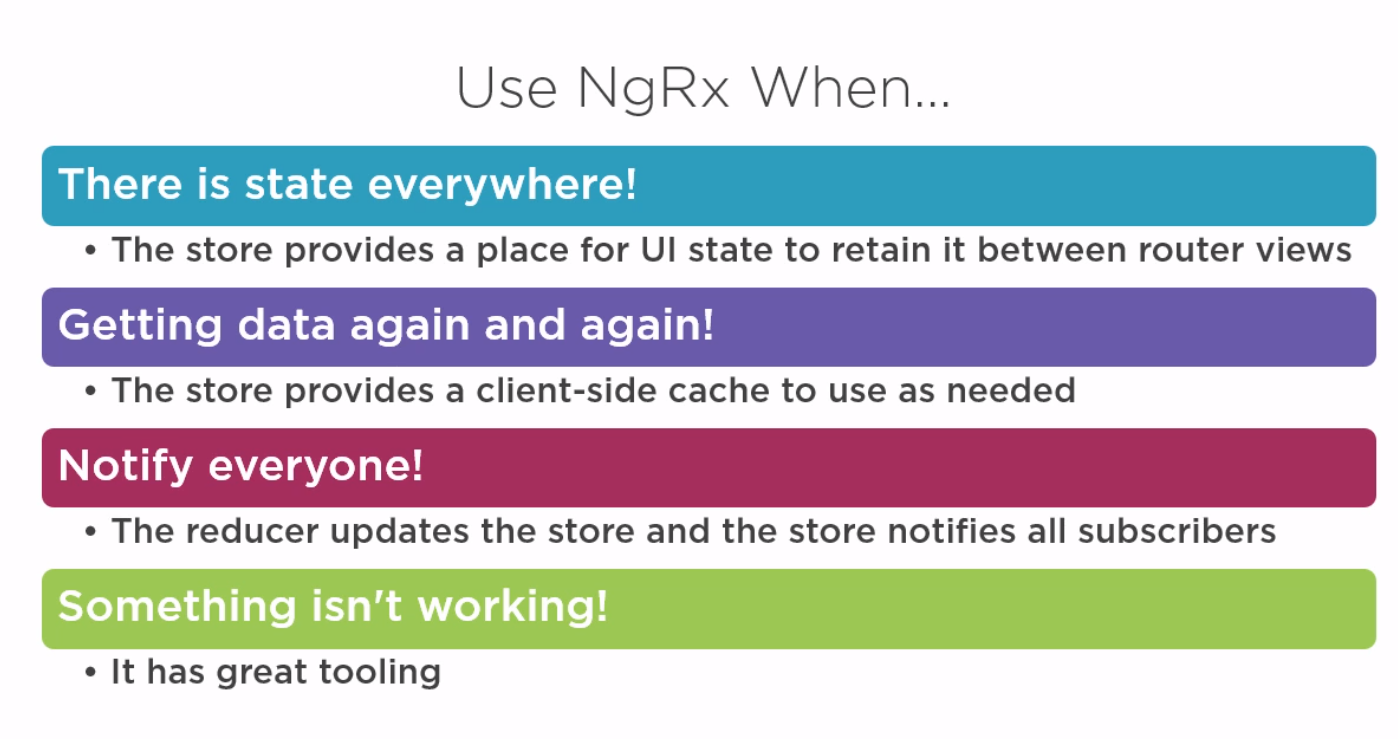 Use NgRx When...
There is state everywhere!
• The store provides a place for UI state to retain it between router views
Getting data again and again!
• The store provides a client-side cache to use as needed
Notify everyone!
• The reducer updates the store and the store notifies all subscribers
Something isn't working!
• It has great tooling